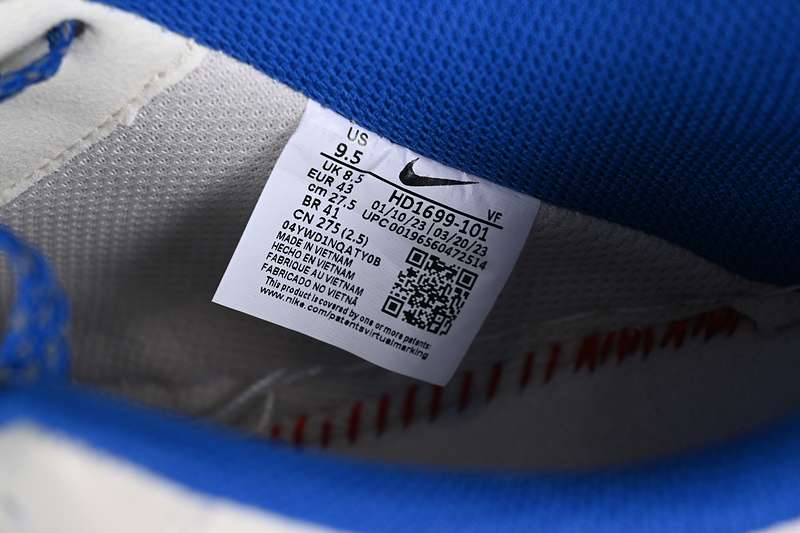 US
9.5
UK 8.5
EUR 43
cm 27.5
BR 41
CN 275 (2.5)
HD1699-101 VF
01/10/23 | 03/20/23
UPC 00196560472514
04YWD1NQATY0B
MADE IN VIETNAM
HECHO EN VIETNAM
FABRIQUE AU VIETNAM
FABRICADO NO VIETNÃ
This product is covered by one or more patents:
www.nike.com/patentsvirtualmarking